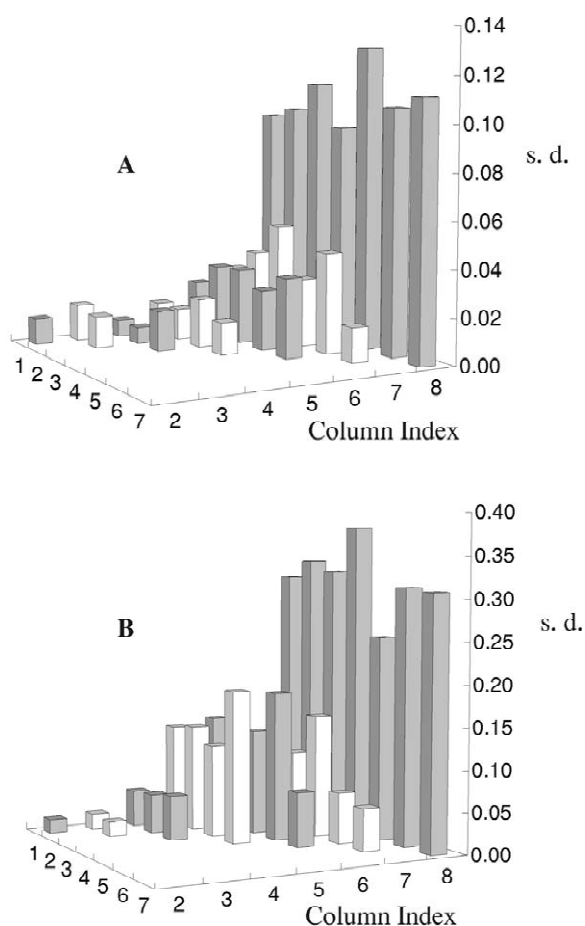 0.14
0.12
0.10
A
s. d.
0.08
0.06
0.04
0.02
0.00
1 2 3 4 5 6 7
2 3 4 5 6 7 8
Column Index
0.40
0.35
0.30
B
s. d.
0.25
0.20
0.15
0.10
0.05
0.00
1 2 3 4 5 6 7
2 3 4 5 6 7 8
Column Index